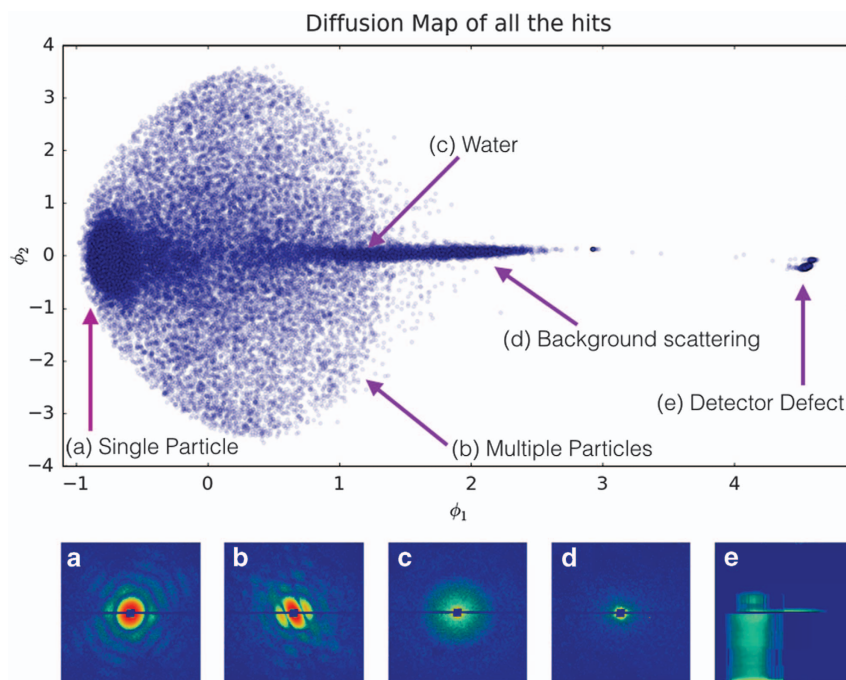 Diffusion Map of all the hits
4
3
2
1
0
−1
−2
−3
−4
ϕ2
(c) Water
(d) Background scattering
(e) Detector Defect
(a) Single Particle
(b) Multiple Particles
−1 0 1 2 3 4
ϕ1
a b c d e